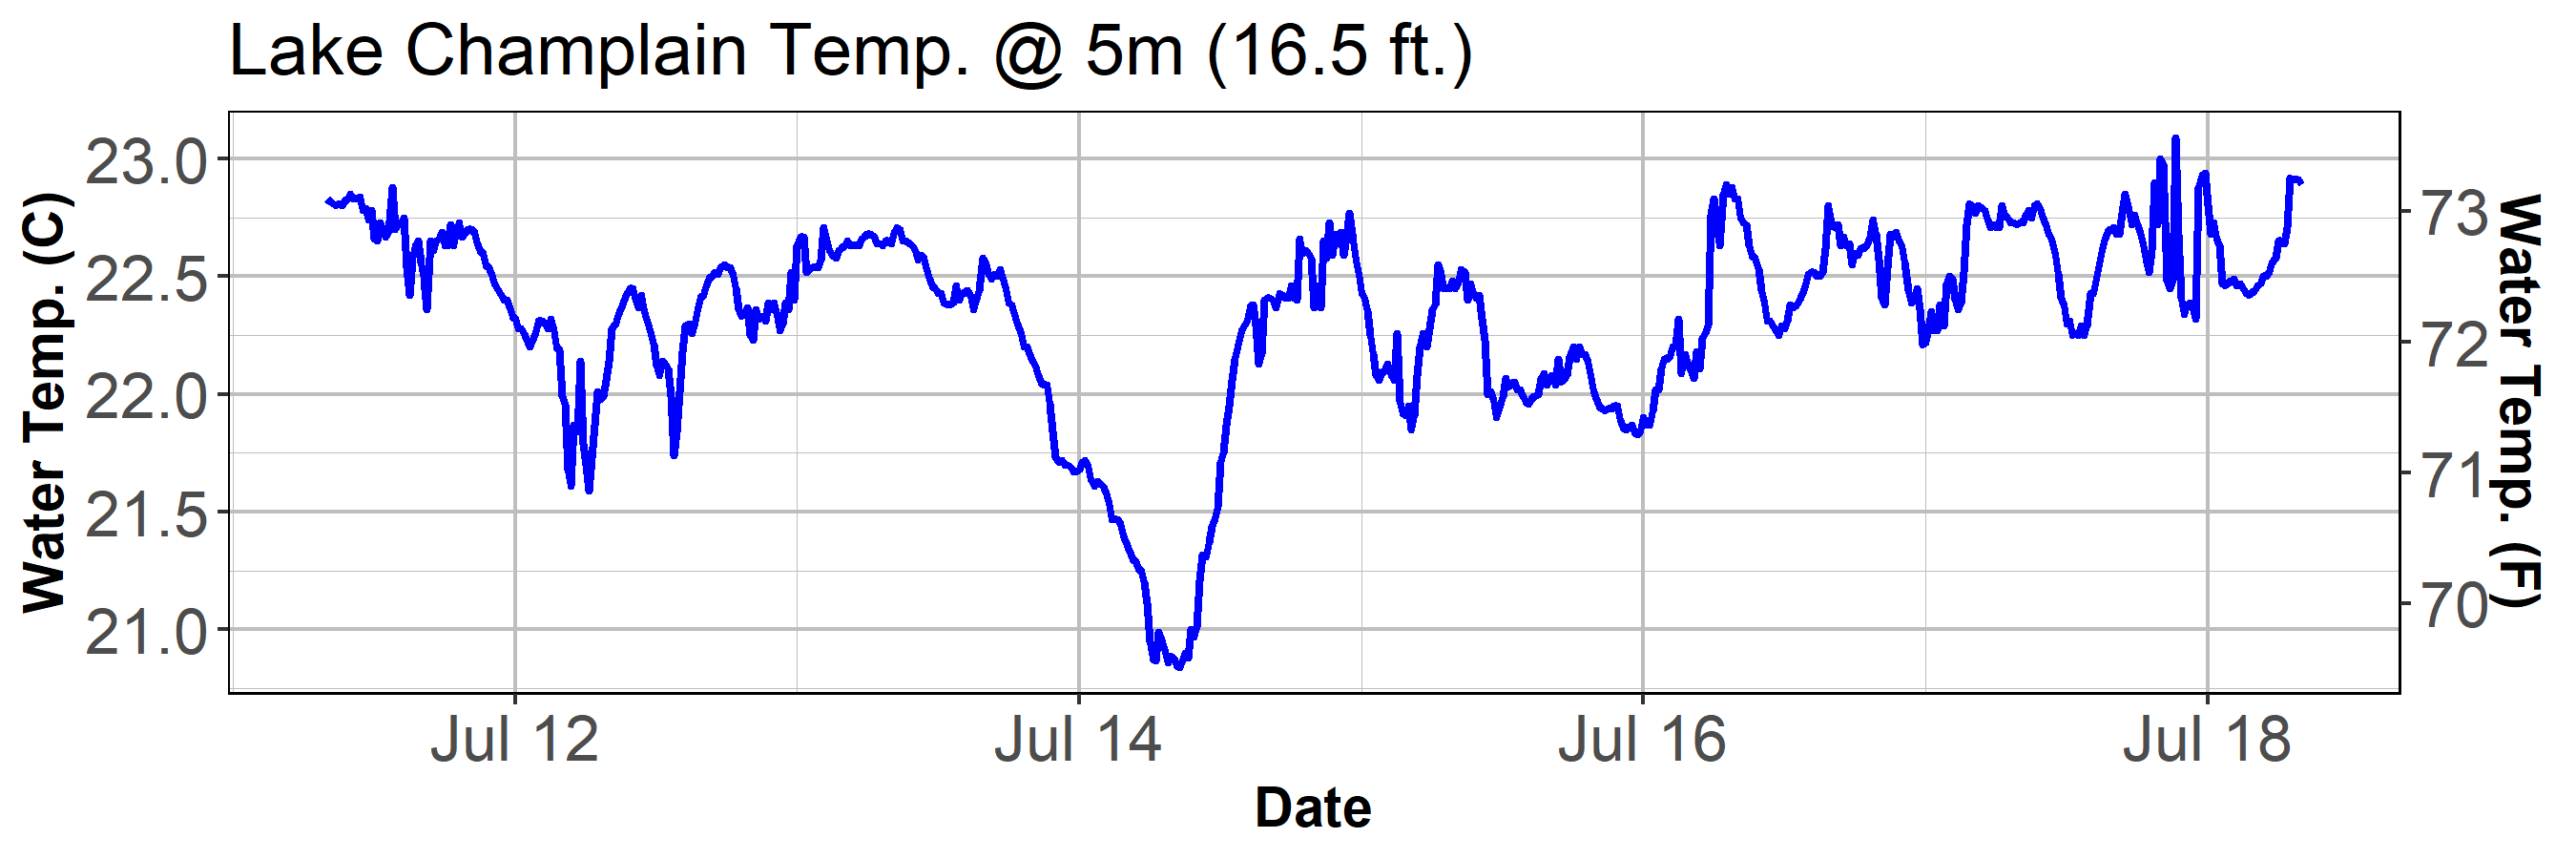 Lake Champlain Temp. @ 5m (16.5 ft.)
Water Temp. (C)
23.0
22.5
22.0
21.5
21.0
73
72
71
70
Water Temp. (F)
Jul 12
Jul 14
Jul 16
Jul 18
Date